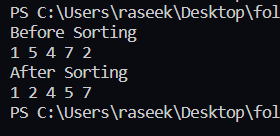 PS C:\Users\raseek\Desktop\fol
Before Sorting
1 5 4 7 2
After Sorting
1 2 4 5 7
PS C:\Users\raseek\Desktop\fol